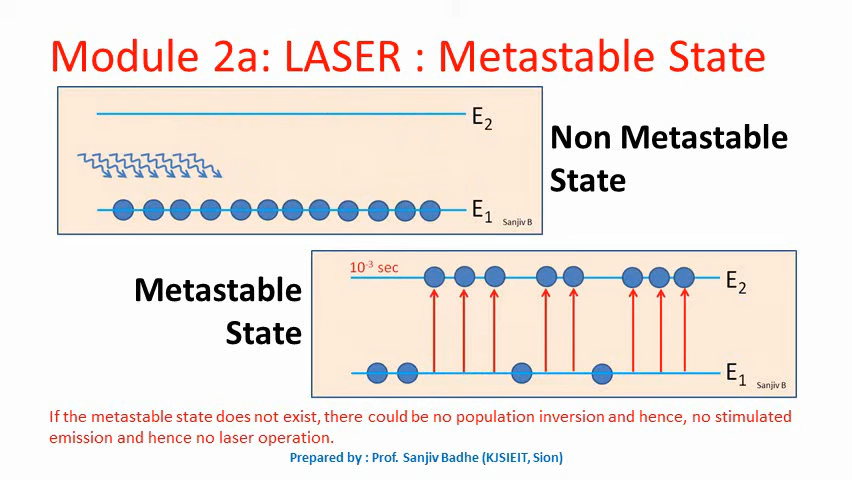 Module 2a: LASER : Metastable State
E2
Non Metastable
State
E1
Sanjiv B
10-3 sec
E2
Metastable
State
E1
Sanjiv B
If the metastable state does not exist, there could be no population inversion and hence, no stimulated
emission and hence no laser operation.
Prepared by : Prof. Sanjiv Badhe (KJSIEIT, Sion)